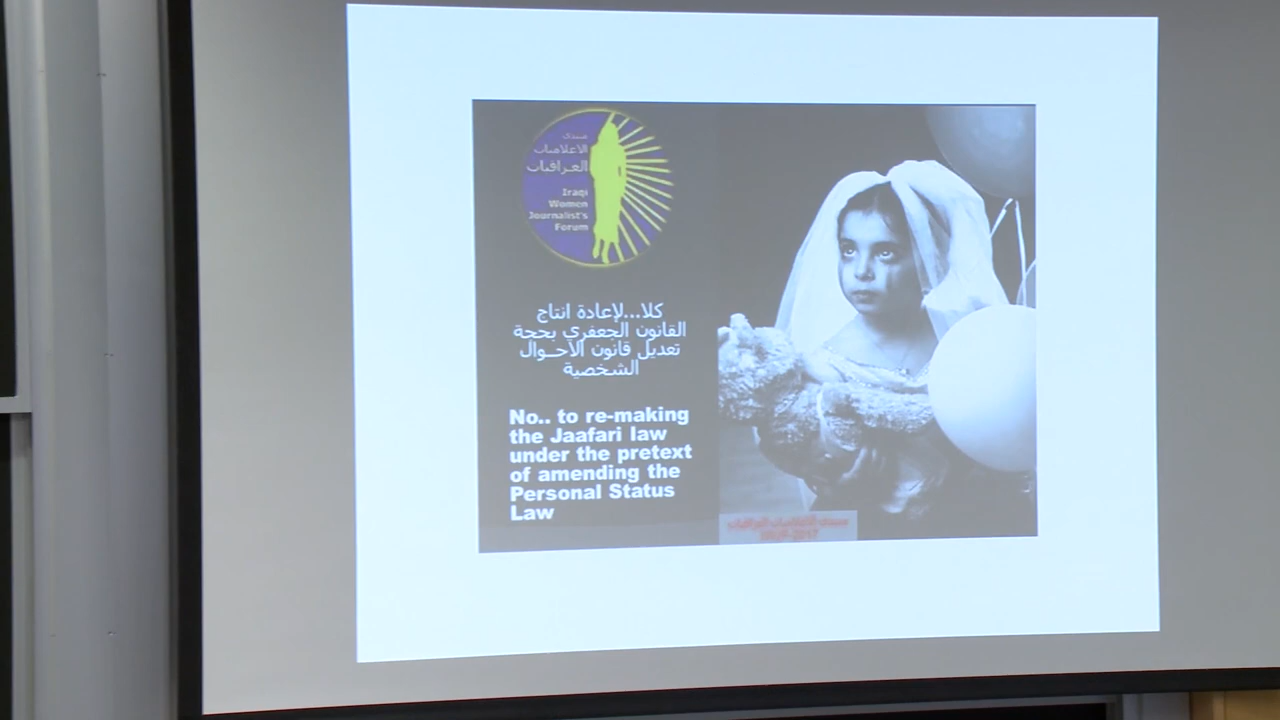 منتدى
الاعلاميات
العراقيات
Iraqi
Women
Journalist's
Forum
كلا...لإعادة انتاج
القانون الجعفري بحجة
تعديل قانون الاحوال
الشخصية
No.. to re-making
the Jaafari law
under the pretext
of amending the
Personal Status
Law
منتدى الاعلاميات العراقيات